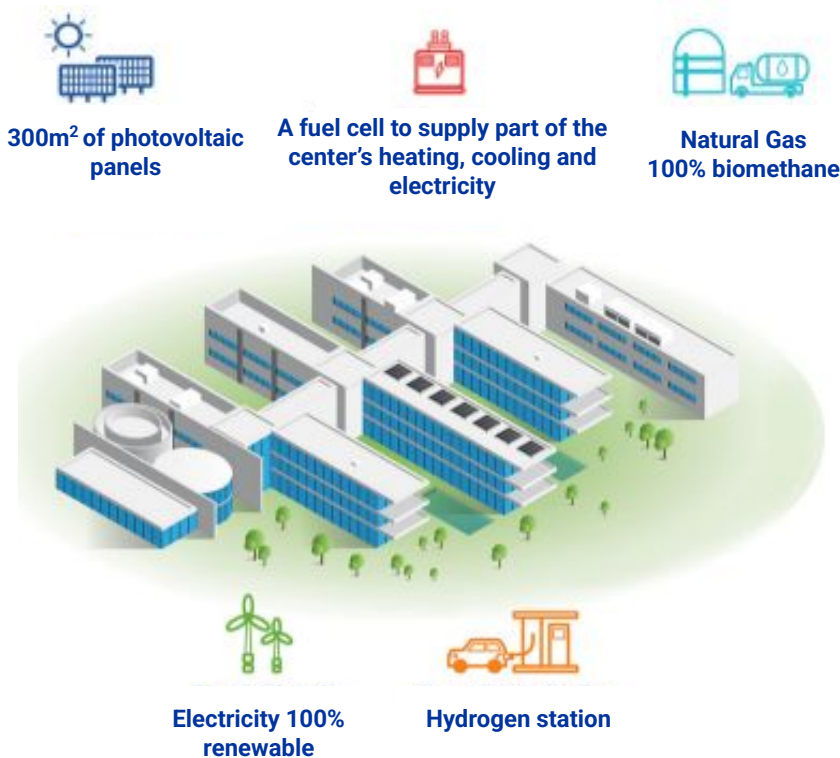 300m² of photovoltaic
panels
A fuel cell to supply part of the
center's heating, cooling and
electricity
Natural Gas
100% biomethane
Electricity 100%
renewable
Hydrogen station